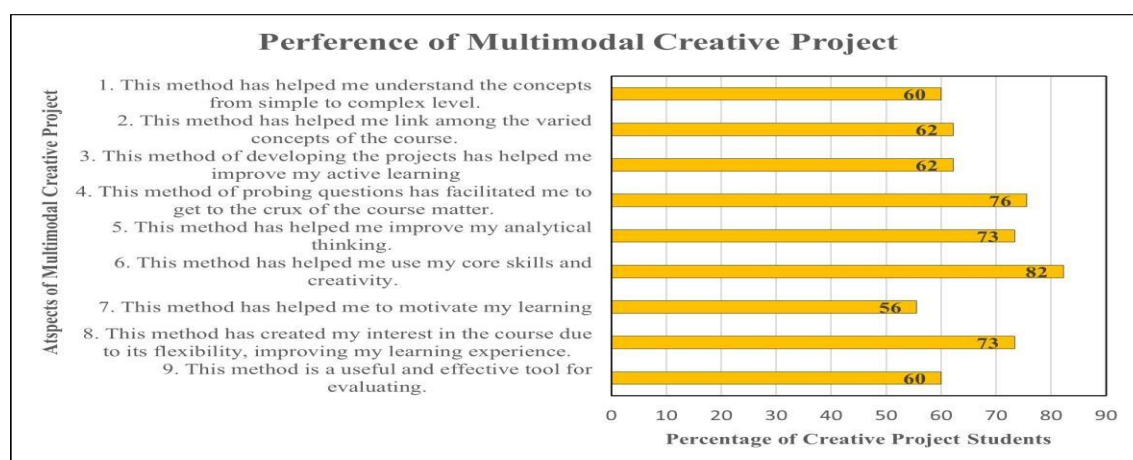 Perference of Multimodal Creative Project
Atspects of Multimodal Creative Project
1. This method has helped me understand the concepts
from simple to complex level.
60
2. This method has helped me link among the varied
concepts of the course.
62
3. This method of developing the projects has helped me
improve my active learning
62
4. This method of probing questions has facilitated me to
get to the crux of the course matter.
76
5. This method has helped me improve my analytical
thinking.
73
6. This method has helped me use my core skills and
creativity.
82
7. This method has helped me to motivate my learning
56
8. This method has created my interest in the course due
to its flexibility, improving my learning experience.
73
9. This method is a useful and effective tool for
evaluating.
60
0 10 20 30 40 50 60 70 80 90
Percentage of Creative Project Students